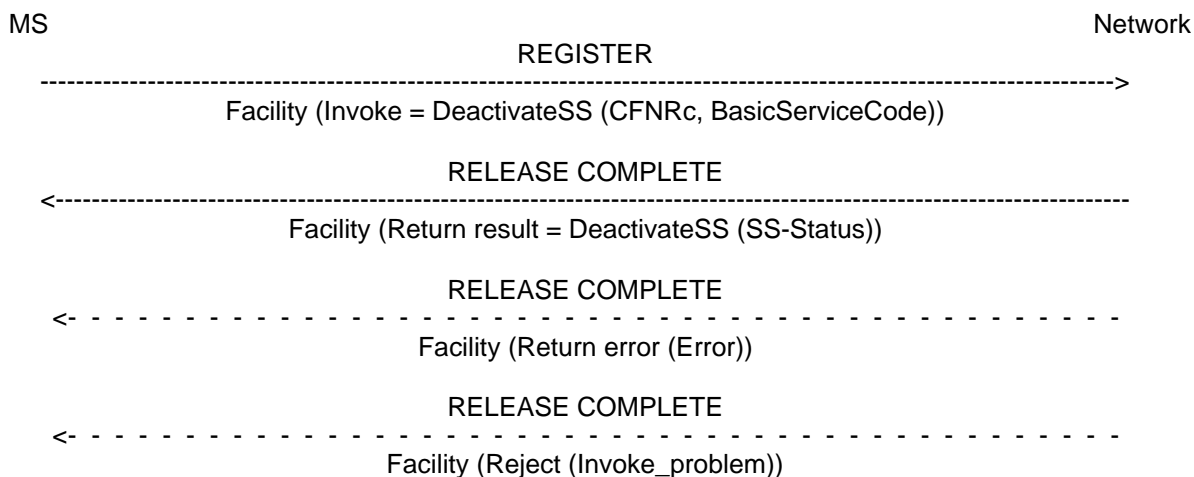 MS Network
REGISTER
Facility (Invoke = DeactivateSS (CFNRc, BasicServiceCode))
RELEASE COMPLETE
Facility (Return result = DeactivateSS (SS-Status))
RELEASE COMPLETE
Facility (Return error (Error))
RELEASE COMPLETE
Facility (Reject (Invoke_problem))